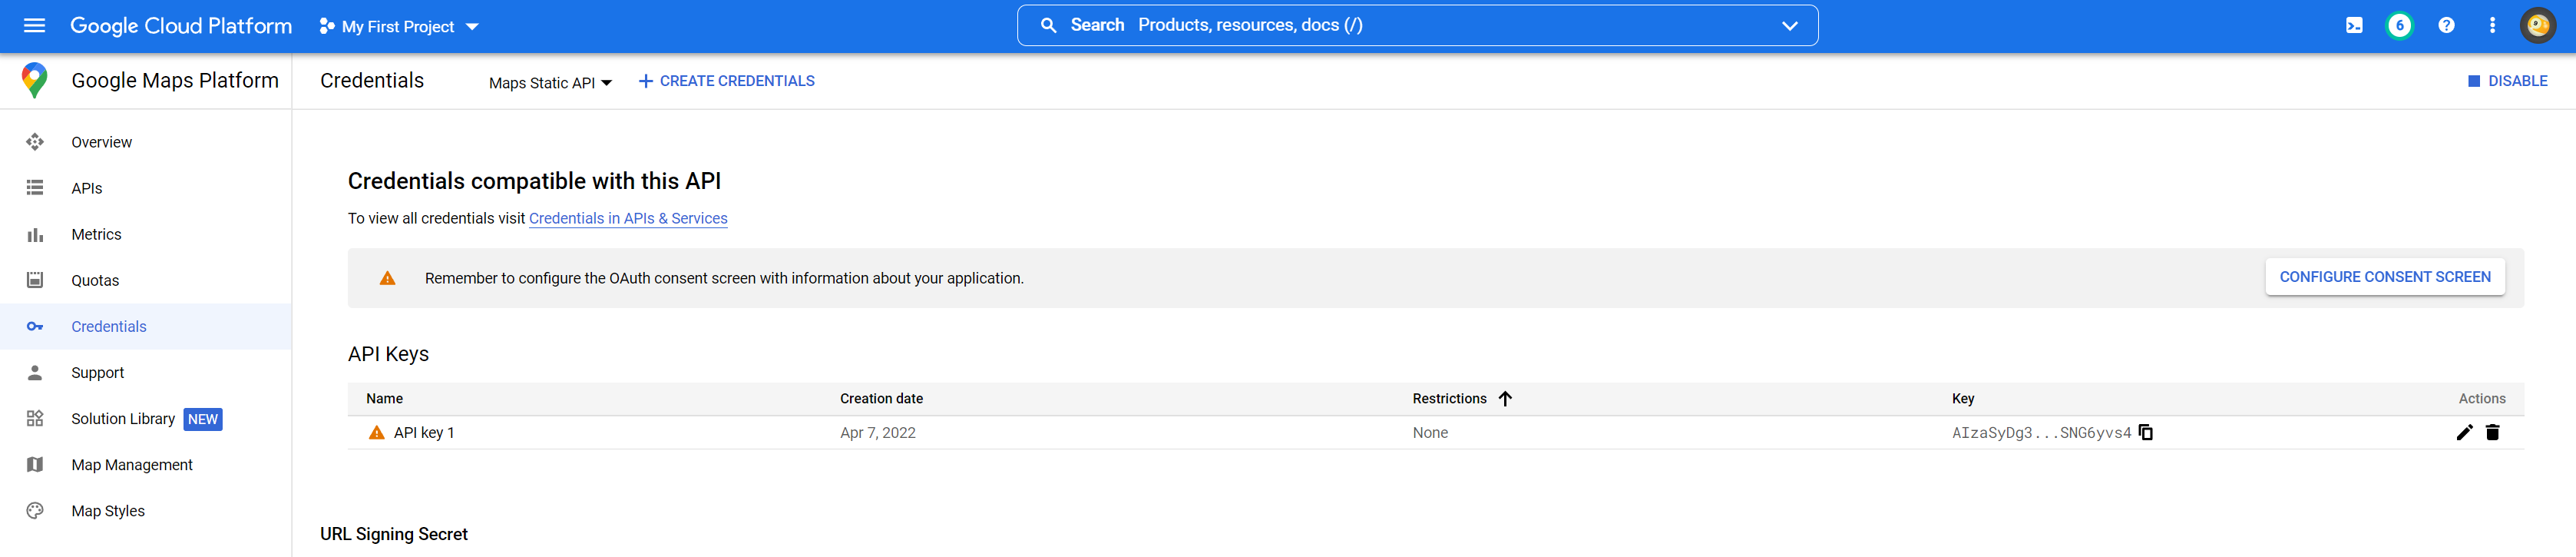 Google Cloud Platform
My First Project
Search Products, resources, docs (/)
6
Google Maps Platform
Credentials
Maps Static API
CREATE CREDENTIALS
DISABLE
Overview
APIs
Metrics
Quotas
Credentials
Support
Solution Library NEW
Map Management
Map Styles
Credentials compatible with this API
To view all credentials visit Credentials in APIs & Services
Remember to configure the OAuth consent screen with information about your application.
CONFIGURE CONSENT SCREEN
API Keys
Name Creation date Restrictions Key Actions
API key 1 Apr 7, 2022 None AIzaSyDg3...SNG6yvs4
URL Signing Secret